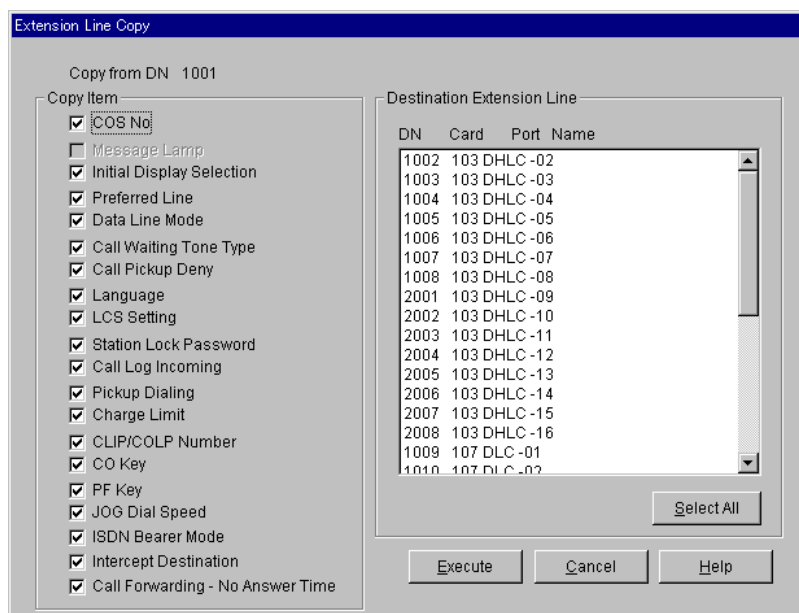 Extension Line Copy
Copy from DN 1001
Copy Item
COS No
Message Lamp
Initial Display Selection
Preferred Line
Data Line Mode
Call Waiting Tone Type
Call Pickup Deny
Language
LCS Setting
Station Lock Password
Call Log Incoming
Pickup Dialing
Charge Limit
CLIP/COLP Number
CO Key
PF Key
JOG Dial Speed
ISDN Bearer Mode
Intercept Destination
Call Forwarding - No Answer Time
Destination Extension Line
DN Card Port Name
1002 103 DHLC -02
1003 103 DHLC -03
1004 103 DHLC -04
1005 103 DHLC -05
1006 103 DHLC -06
1007 103 DHLC -07
1008 103 DHLC -08
2001 103 DHLC -09
2002 103 DHLC -10
2003 103 DHLC -11
2004 103 DHLC -12
2005 103 DHLC -13
2006 103 DHLC -14
2007 103 DHLC -15
2008 103 DHLC -16
1009 107 DLC -01
1010 107 DLC -02
Select All
Execute Cancel Help